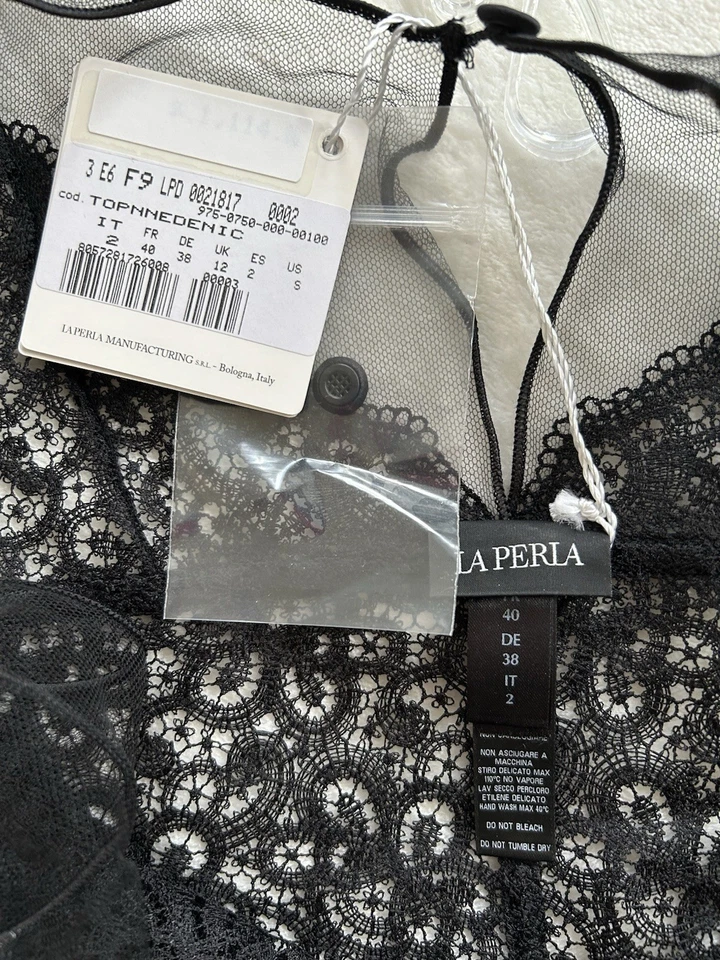 3 E6 F9 LPD 0021817 0002
975-0750-000-00100
cod. TOPNNEDENIC
IT FR DE UK ES US
2 40 38 12 2 S
8057281726008 00003
LA PERLA MANUFACTURING S.R.L. - Bologna, Italy
LA PERLA
40
DE
38
IT
2
NON ASCIUGARE A
MACCHINA
STIRO DELICATO MAX
110°C NO VAPORE
LAV SECCO PERCLORO
ETILENE DELICATO
HAND WASH MAX 40°C
DO NOT BLEACH
DO NOT TUMBLE DRY